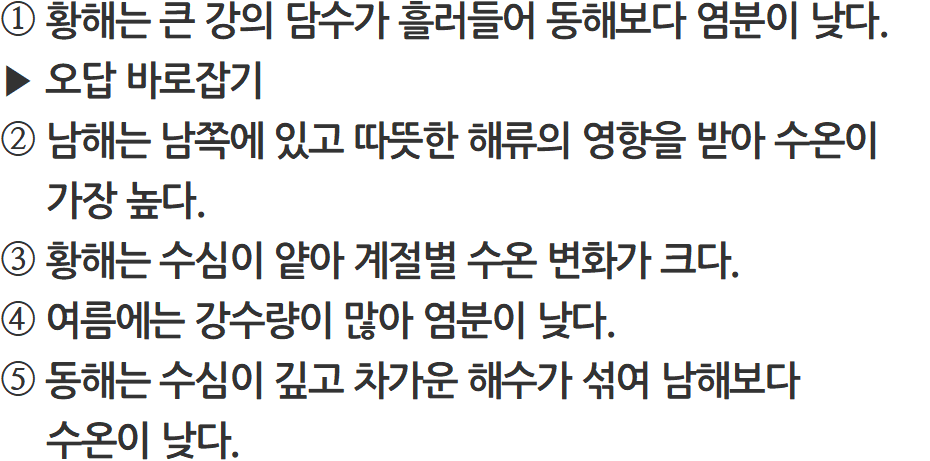 ① 황해는 큰 강의 담수가 흘러들어 동해보다 염분이 낮다.
▶ 오답 바로잡기
② 남해는 남쪽에 있고 따뜻한 해류의 영향을 받아 수온이
가장 높다.
③ 황해는 수심이 얕아 계절별 수온 변화가 크다.
④ 여름에는 강수량이 많아 염분이 낮다.
⑤ 동해는 수심이 깊고 차가운 해수가 섞여 남해보다
수온이 낮다.